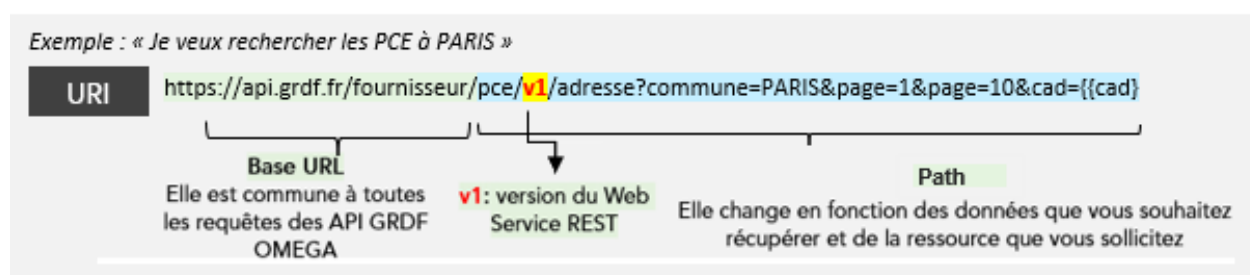 Exemple : « Je veux rechercher les PCE à PARIS »
URI
https://api.grdf.fr/fournisseur/pce/v1/adresse?commune=PARIS&page=1&page=10&cad={{cad}
Base URL
Elle est commune à toutes
les requêtes des API GRDF
OMEGA
v1: version du Web
Service REST
Path
Elle change en fonction des données que vous souhaitez
récupérer et de la ressource que vous sollicitez